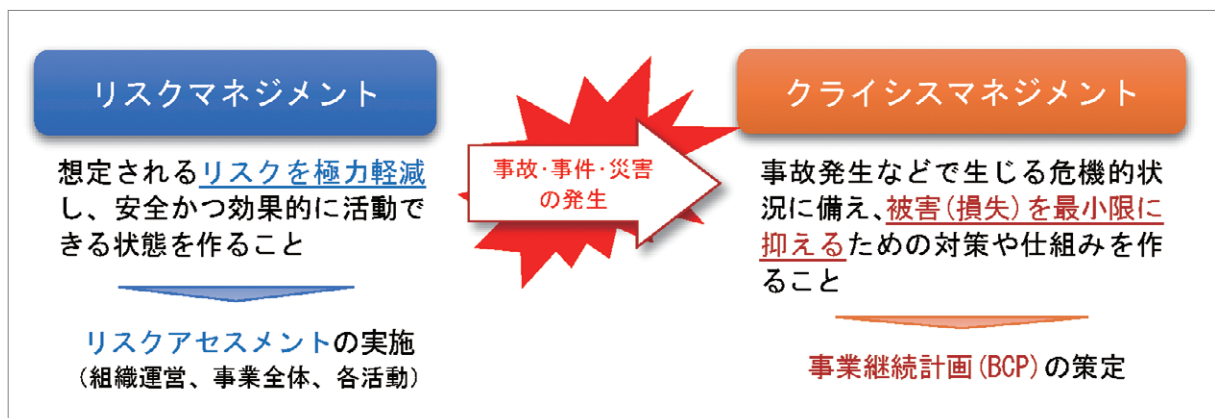 リスクマネジメント
想定されるリスクを極力軽減
し、安全かつ効果的に活動で
きる状態を作ること
リスクアセスメントの実施
(組織運営、事業全体、各活動)
事故・事件・災害
の発生
クライシスマネジメント
事故発生などで生じる危機的状
況に備え、被害(損失)を最小限に
抑えるための対策や仕組みを作
ること
事業継続計画(BCP)の策定